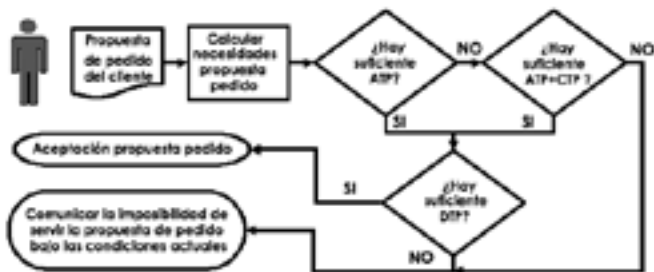 Propuesta
de pedido
del cliente
Calcular
necesidades
propuesta
pedido
¿Hay
suficiente
ATP?
NO
¿Hay
suficiente
ATP+CTP ?
NO
SI
SI
Aceptación propuesta pedido
SI
¿Hay
suficiente
DTP?
Comunicar la imposibilidad de
servir la propuesta de pedido
bajo las condiciones actuales
NO